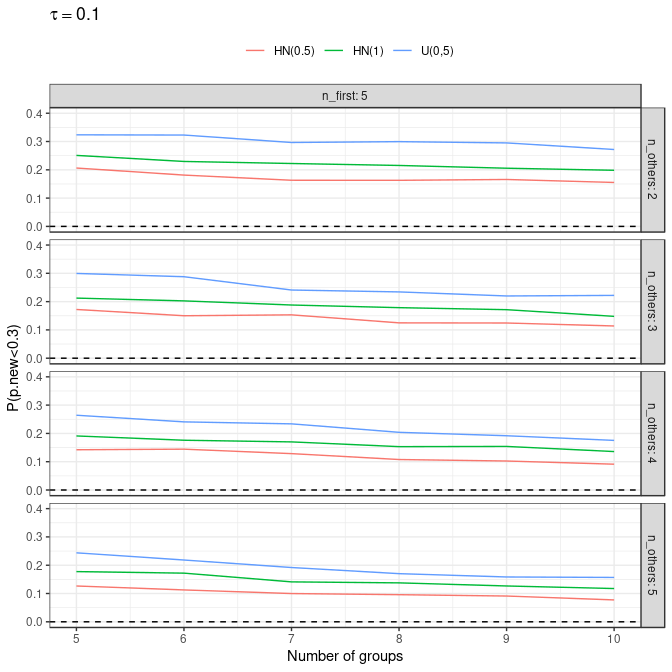 τ = 0.1
HN(0.5) HN(1) U(0,5)
n_first: 5
0.4
0.3
0.2
0.1
0.0
n_others: 2
0.4
0.3
0.2
0.1
0.0
n_others: 3
0.4
0.3
0.2
0.1
0.0
n_others: 4
0.4
0.3
0.2
0.1
0.0
n_others: 5
P(p.new<0.3)
5 6 7 8 9 10
Number of groups